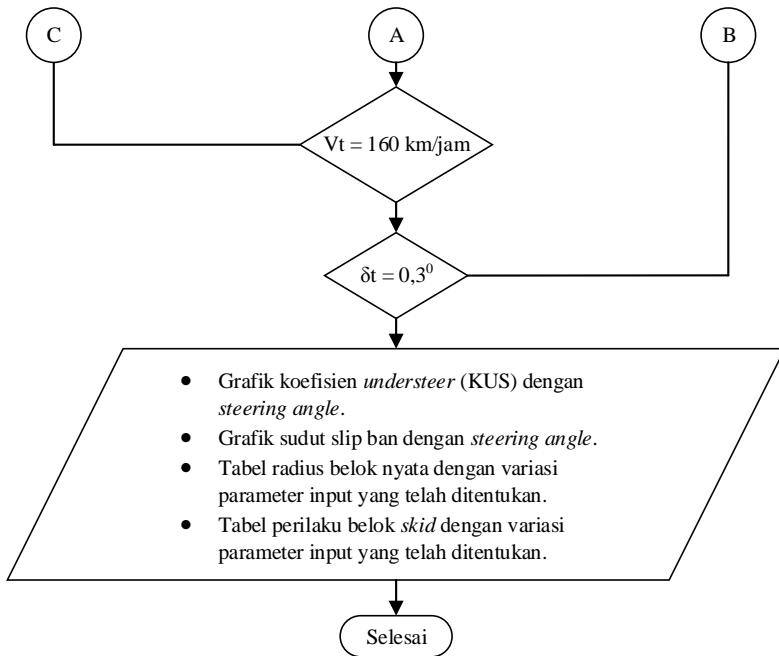 C
A
B
Vt = 160 km/jam
δt = 0,3⁰
• Grafik koefisien understeer (KUS) dengan
steering angle.
• Grafik sudut slip ban dengan steering angle.
• Tabel radius belok nyata dengan variasi
parameter input yang telah ditentukan.
• Tabel perilaku belok skid dengan variasi
parameter input yang telah ditentukan.
Selesai